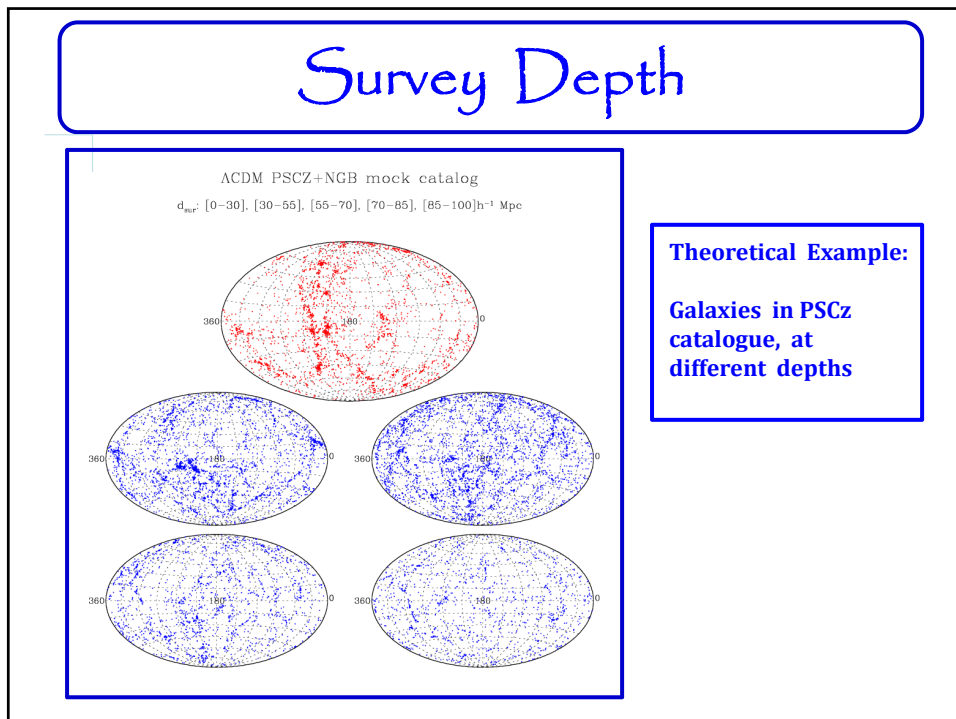 Survey Depth
ΛCDM PSCZ+NGB mock catalog
d_sur: [0-30], [30-55], [55-70], [70-85], [85-100]h⁻¹ Mpc
360 180 0
360 180 0
360 180 0
360 180 0
360 180 0
Theoretical Example:
Galaxies in PSCz
catalogue, at
different depths